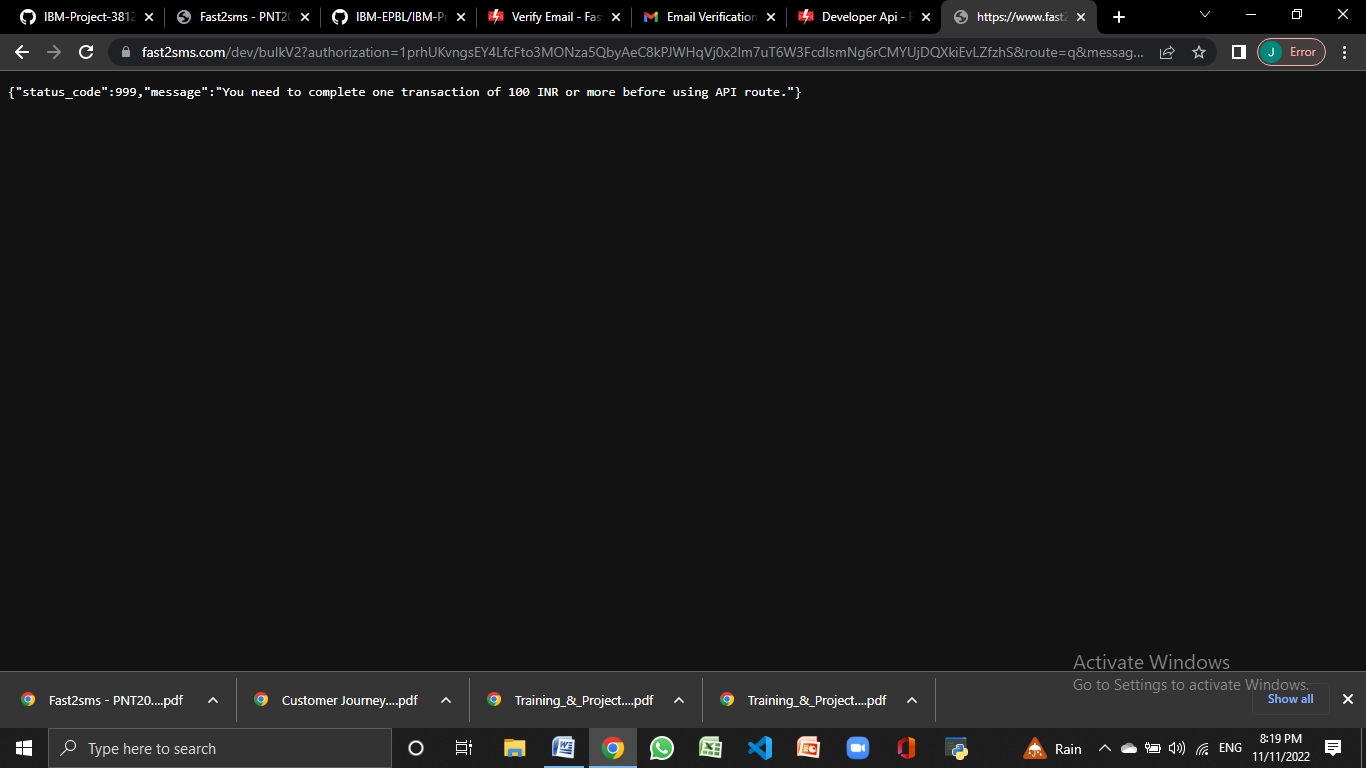 IBM-Project-3812
Fast2sms - PNT20
IBM-EPBL/IBM-Pr
Verify Email - Fas
Email Verification
Developer Api - F
https://www.fast2
fast2sms.com/dev/bulkV2?authorization=1prhUKvngsEY4LfcFto3MONza5QbyAeC8kPJWHqVj0x2Im7uT6W3FcdIsmNg6rCMYUjDQXkiEvLZfzhS&route=q&messag...
J
Error
{"status_code":999,"message":"You need to complete one transaction of 100 INR or more before using API route."}
Activate Windows
Go to Settings to activate Windows.
Fast2sms - PNT20....pdf
Customer Journey....pdf
Training_&_Project....pdf
Training_&_Project....pdf
Show all
Type here to search
Rain
ENG
8:19 PM
11/11/2022